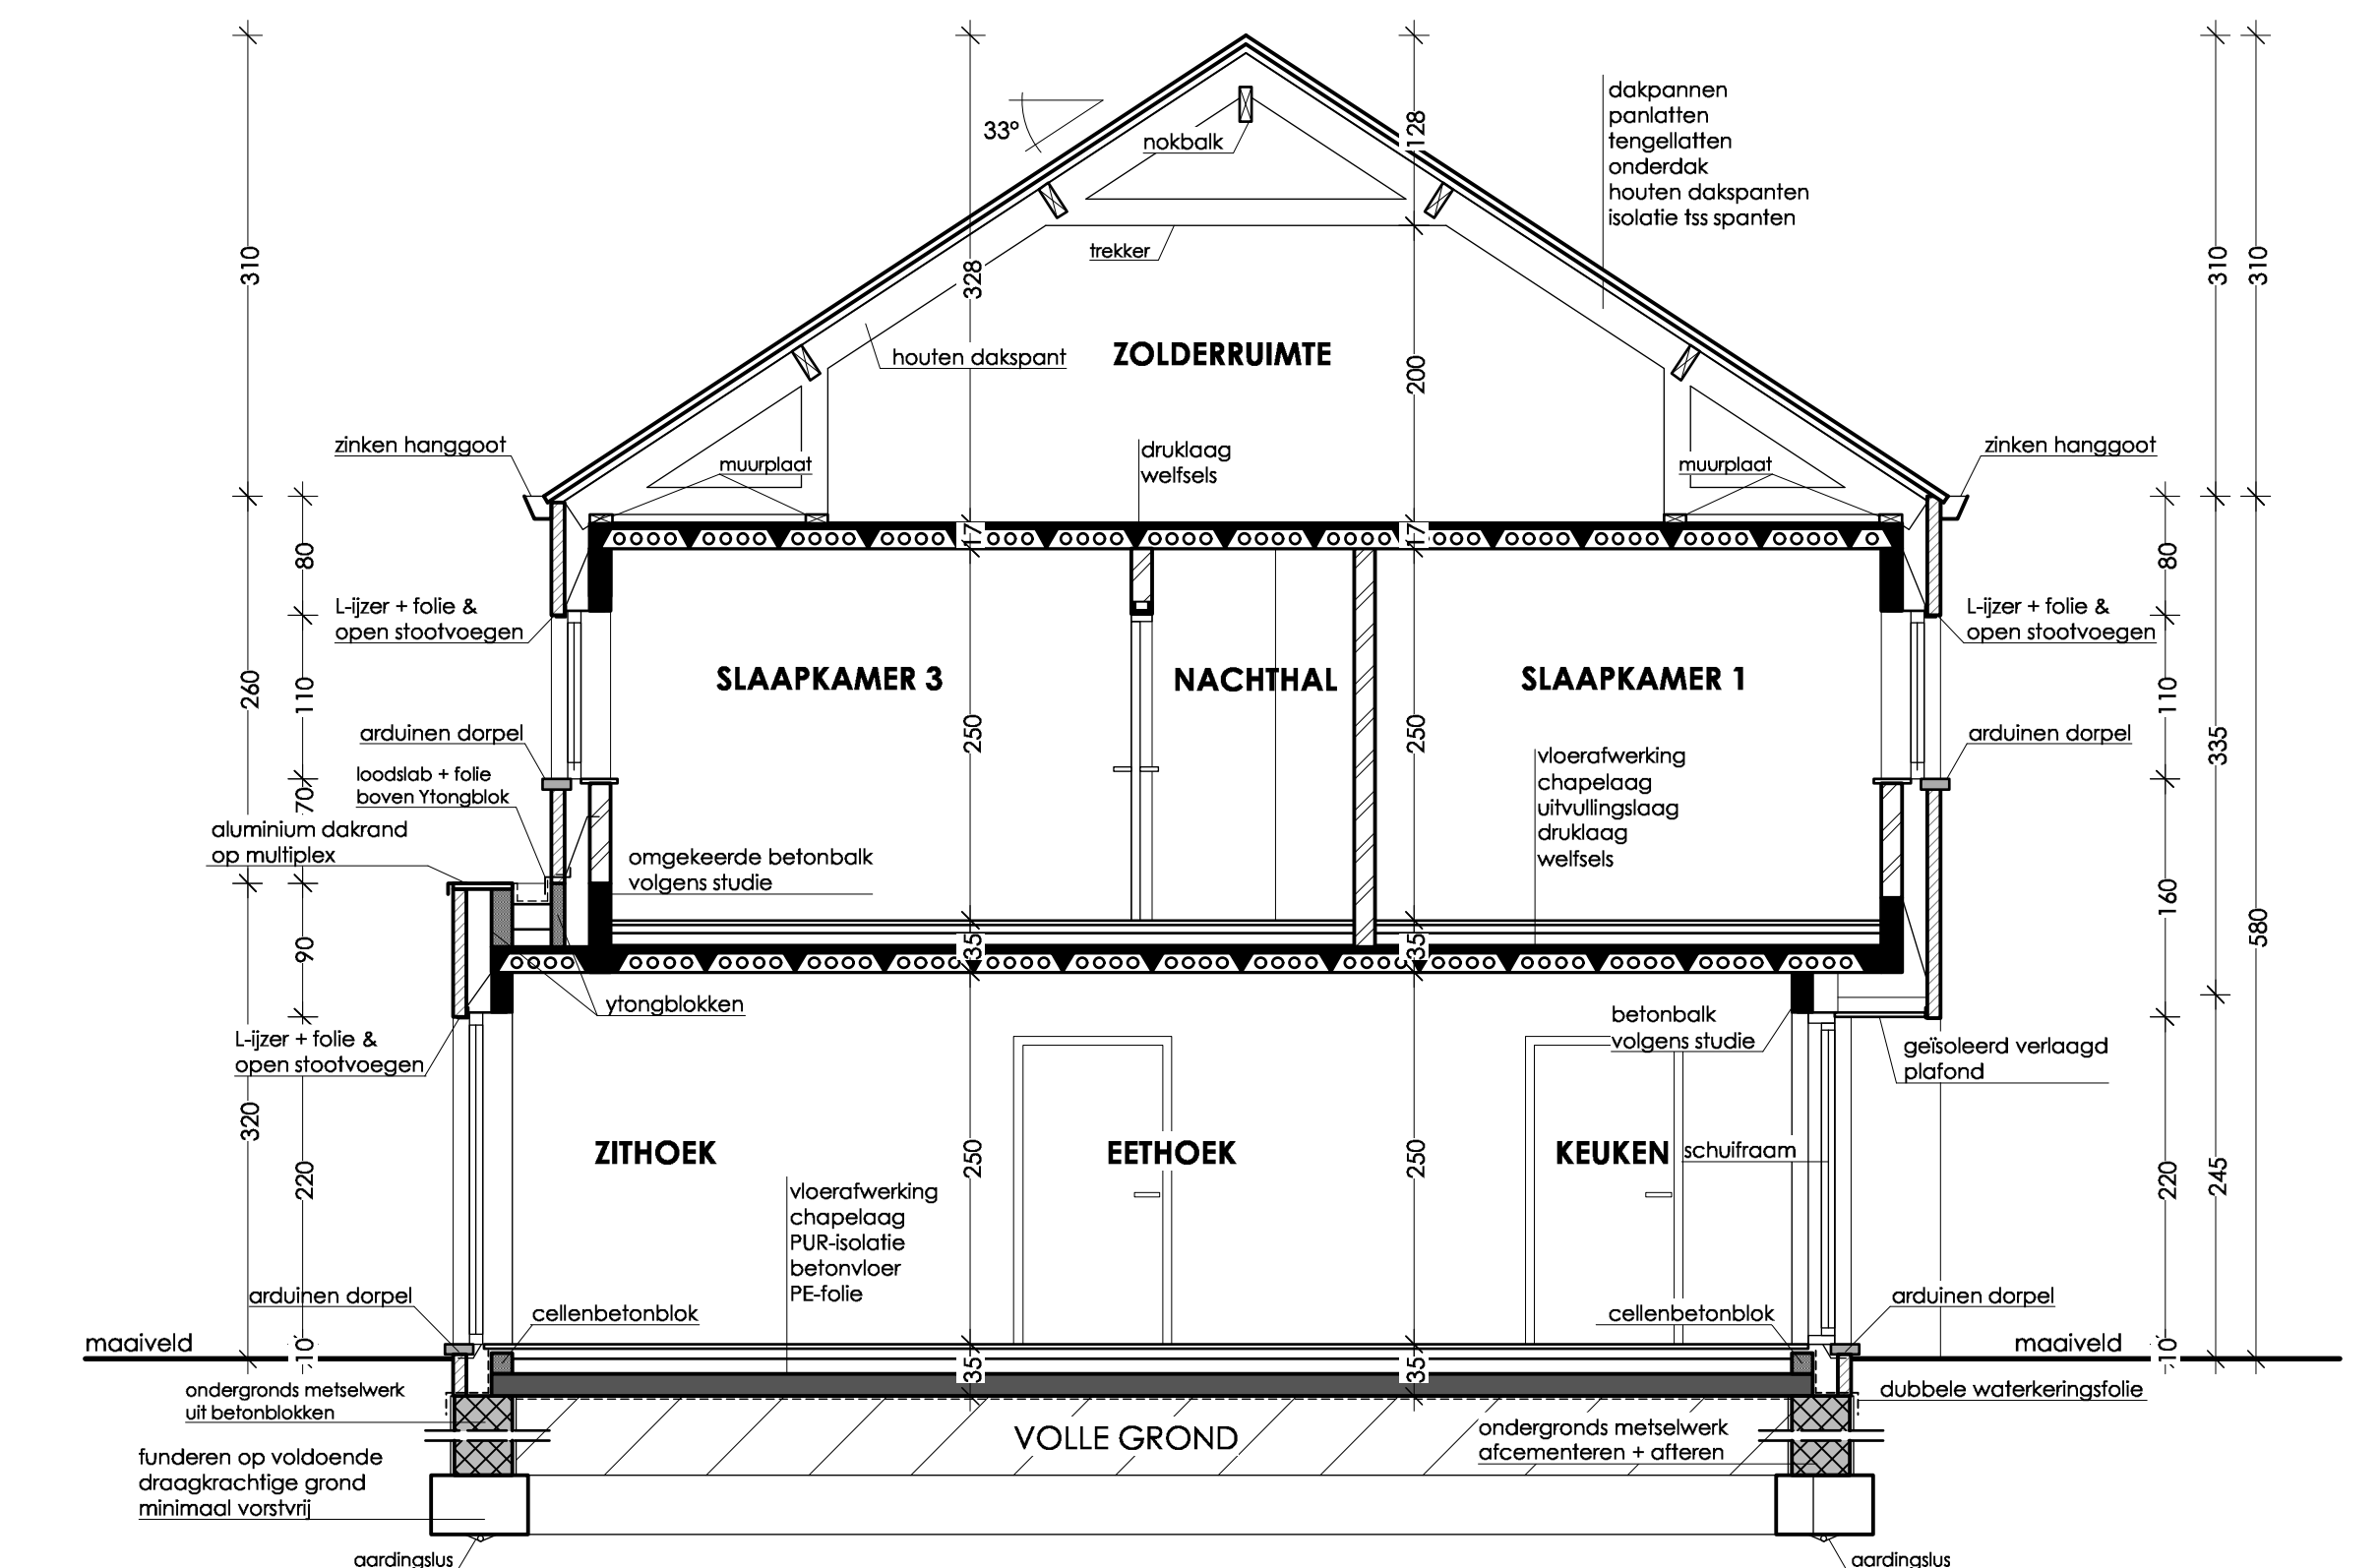 33°
nokbalk
128
dakpannen
panlatten
tengellatten
onderdak
houten dakspanten
isolatie tss spanten
310
328
trekker
310
310
houten dakspant
ZOLDERRUIMTE
200
zinken hanggoot
muurplaat
druklaag
welfsels
muurplaat
zinken hanggoot
80
17
17
80
L-ijzer + folie &
open stootvoegen
L-ijzer + folie &
open stootvoegen
260
110
SLAAPKAMER 3
NACHTHAL
SLAAPKAMER 1
110
335
arduinen dorpel
250
250
arduinen dorpel
loodslab + folie
boven Ytongblok
70
vloerafwerking
chapelaag
uitvullingslaag
druklaag
welfsels
aluminium dakrand
op multiplex
omgekeerde betonbalk
volgens studie
160
580
90
35
35
ytongblokken
betonbalk
volgens studie
L-ijzer + folie &
open stootvoegen
geïsoleerd verlaagd
plafond
320
220
ZITHOEK
250
EETHOEK
250
KEUKEN
schuifraam
220
245
vloerafwerking
chapelaag
PUR-isolatie
betonvloer
PE-folie
arduinen dorpel
cellenbetonblok
cellenbetonblok
arduinen dorpel
maaiveld
10
35
35
maaiveld
10
ondergronds metselwerk
uit betonblokken
dubbele waterkeringsfolie
VOLLE GROND
ondergronds metselwerk
afcementeren + afteren
funderen op voldoende
draagkrachtige grond
minimaal vorstvrij
aardingslus
aardingslus